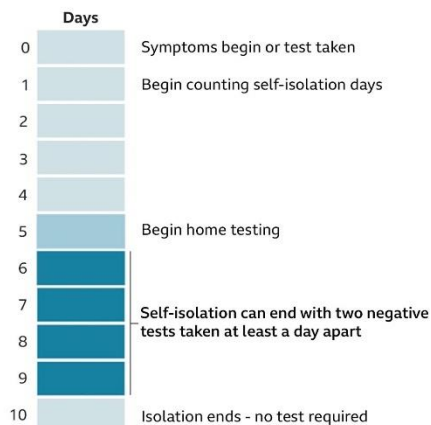 Days
0 Symptoms begin or test taken
1 Begin counting self-isolation days
2
3
4
5 Begin home testing
6
7
Self-isolation can end with two negative
tests taken at least a day apart
8
9
10 Isolation ends - no test required